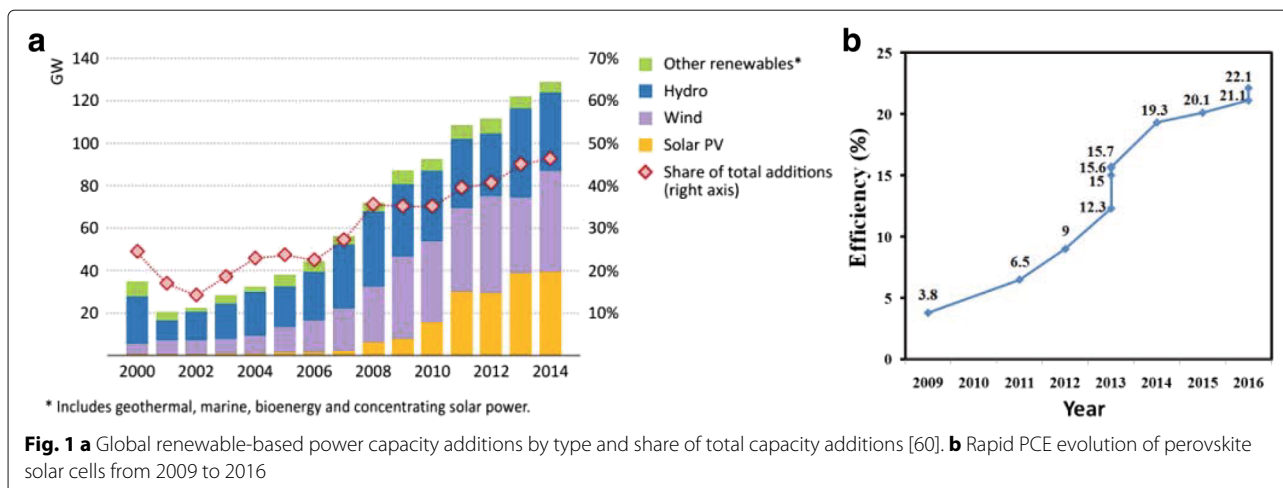 a
GW
140
120
100
80
60
40
20
70%
60%
50%
40%
30%
20%
10%
2000 2002 2004 2006 2008 2010 2012 2014
Other renewables*
Hydro
Wind
Solar PV
Share of total additions
(right axis)
* Includes geothermal, marine, bioenergy and concentrating solar power.
b
Efficiency (%)
25
20
15
10
5
0
3.8
6.5
9
12.3
15
15.6
15.7
19.3
20.1
21.1
22.1
2009 2010 2011 2012 2013 2014 2015 2016
Year
Fig. 1 a Global renewable-based power capacity additions by type and share of total capacity additions [60]. b Rapid PCE evolution of perovskite
solar cells from 2009 to 2016